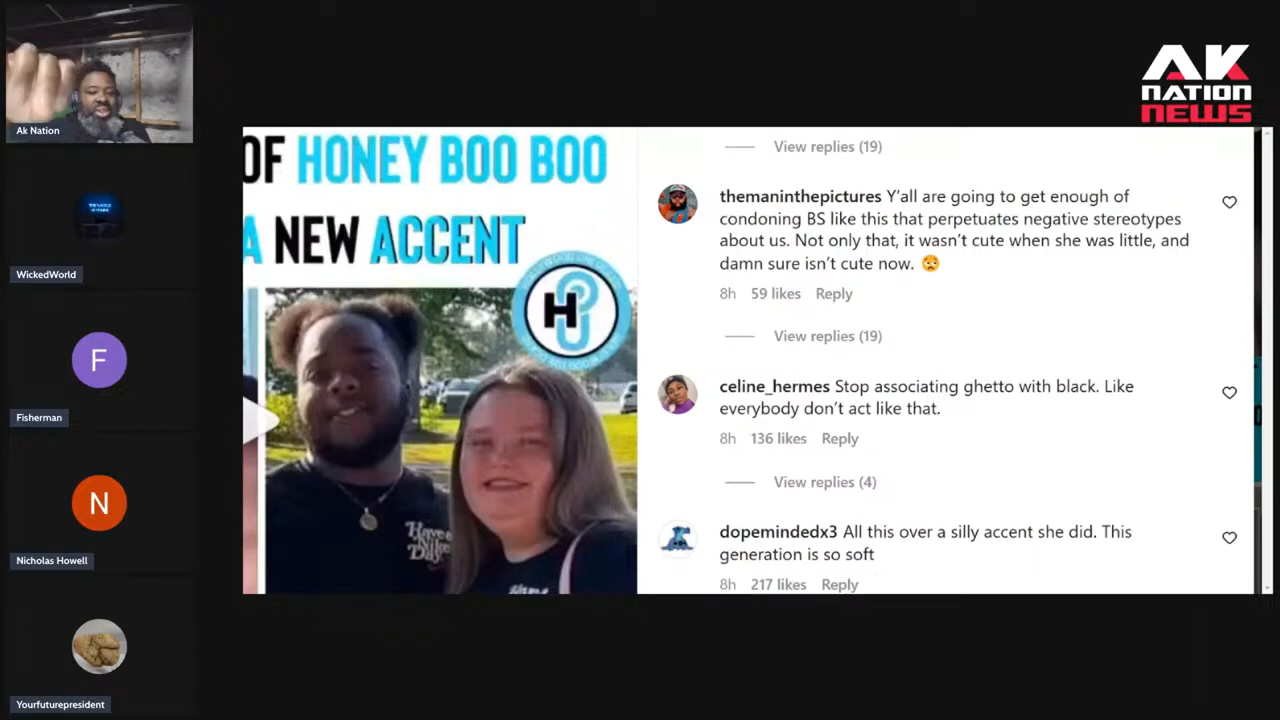 AK
NATION
NEWS
Ak Nation
WickedWorld
F
Fisherman
N
Nicholas Howell
Yourfuturepresident
OF HONEY BOO BOO
A NEW ACCENT
H
Have a
Nike
Day
View replies (19)
themaninthepictures Y'all are going to get enough of
condoning BS like this that perpetuates negative stereotypes
about us. Not only that, it wasn't cute when she was little, and
damn sure isn't cute now. 😟
8h 59 likes Reply
View replies (19)
celine_hermes Stop associating ghetto with black. Like
everybody don't act like that.
8h 136 likes Reply
View replies (4)
dopemindedx3 All this over a silly accent she did. This
generation is so soft
8h 217 likes Reply